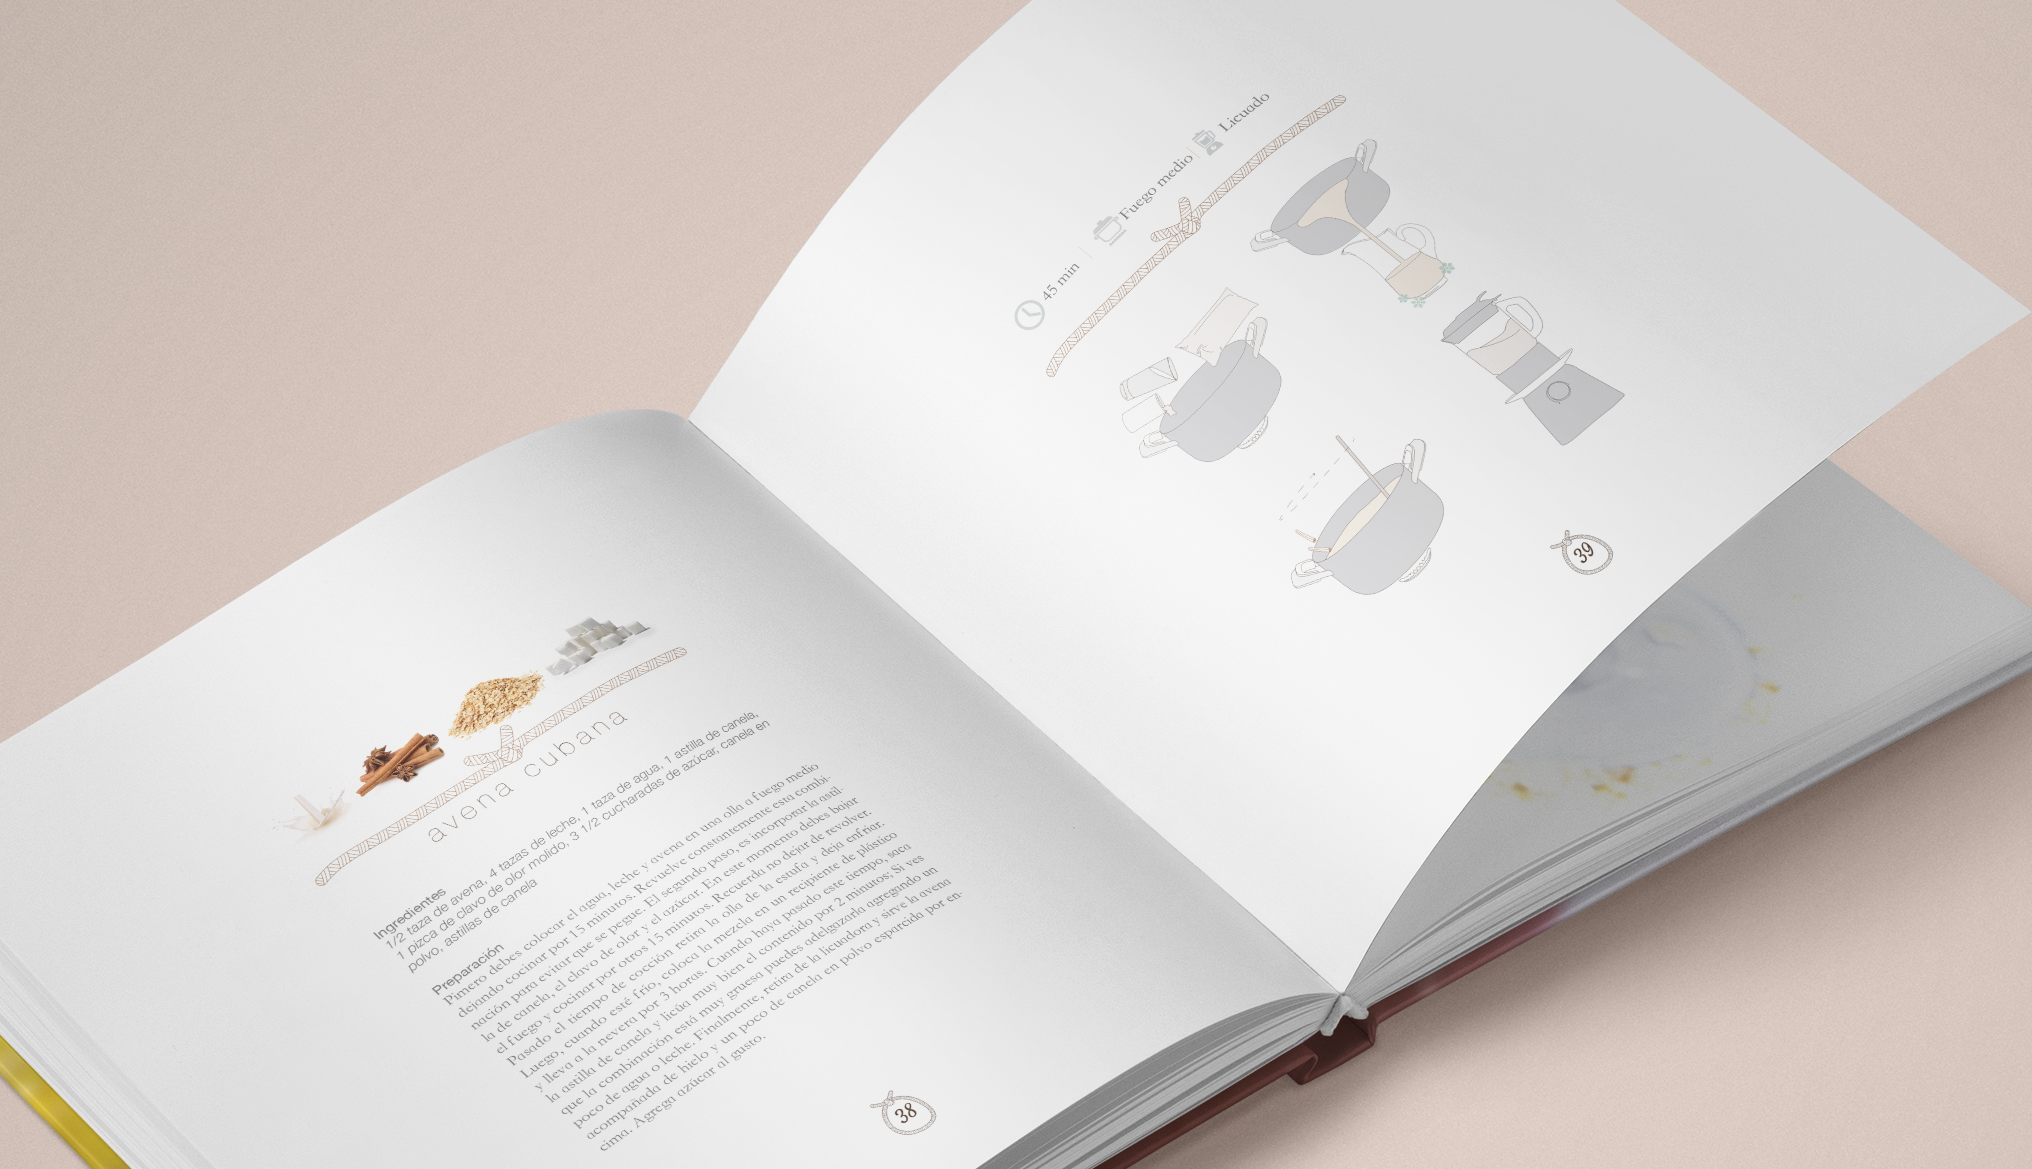 avena cubana
Ingredientes
1/2 taza de avena, 4 tazas de leche, 1 taza de agua, 1 astilla de canela,
1 pizca de clavo de olor molido, 3 1/2 cucharadas de azúcar, canela en
polvo, astillas de canela
Preparación
Pimero debes colocar el agua, leche y avena en una olla a fuego medio
dejando cocinar por 15 minutos. Revuelve constantemente esta combi-
nación para evitar que se pegue. El segundo paso, es incorporar la astil-
la de canela, el clavo de olor y el azúcar. En este momento debes bajar
el fuego y cocinar por otros 15 minutos. Recuerda no dejar de revolver.
Pasado el tiempo de cocción retira la olla de la estufa y deja enfriar.
Luego, cuando esté frío, coloca la mezcla en un recipiente de plástico
y lleva a la nevera por 3 horas. Cuando haya pasado este tiempo, saca
la astilla de canela y licúa muy bien el contenido por 2 minutos; Si ves
que la combinación está muy gruesa puedes adelgazarla agregando un
poco de agua o leche. Finalmente, retira de la licuadora y sirve la avena
acompañada de hielo y un poco de canela en polvo esparcida por en-
cima. Agrega azúcar al gusto.
38
45 min | Fuego medio | Licuado
39